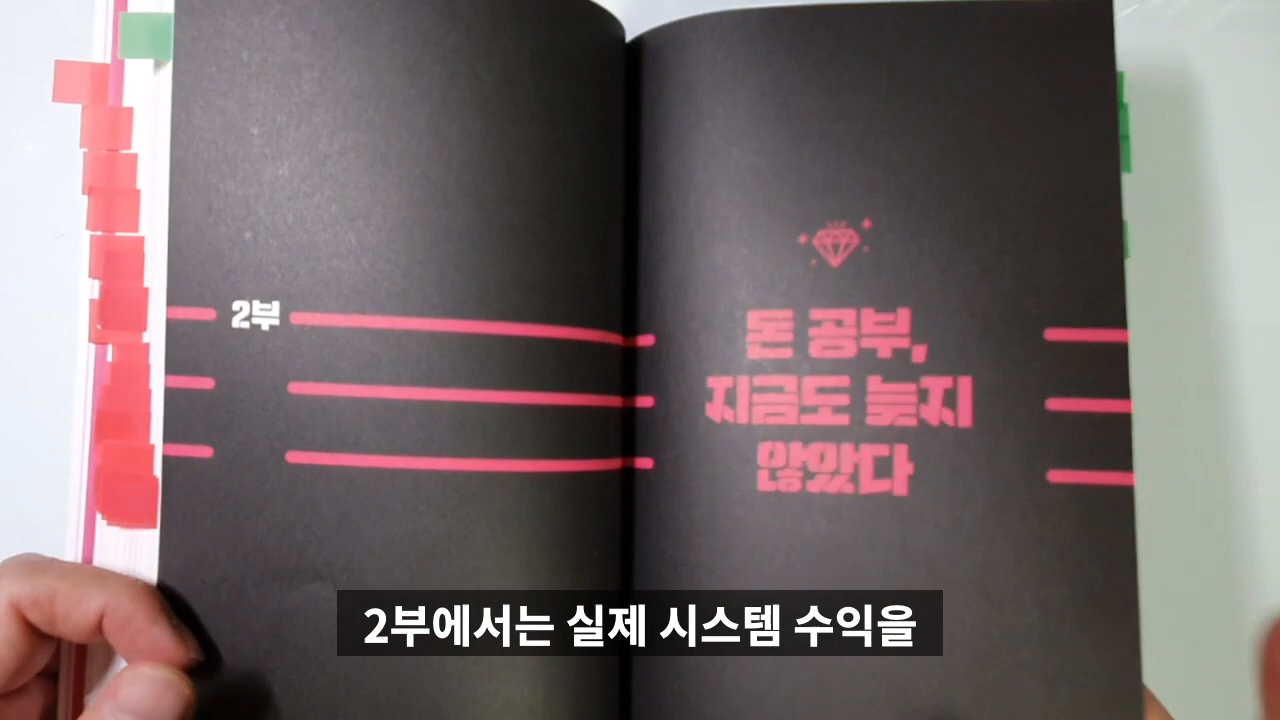 2부
돈 공부,
지금도 늦지
않았다
2부에서는 실제 시스템 수익을